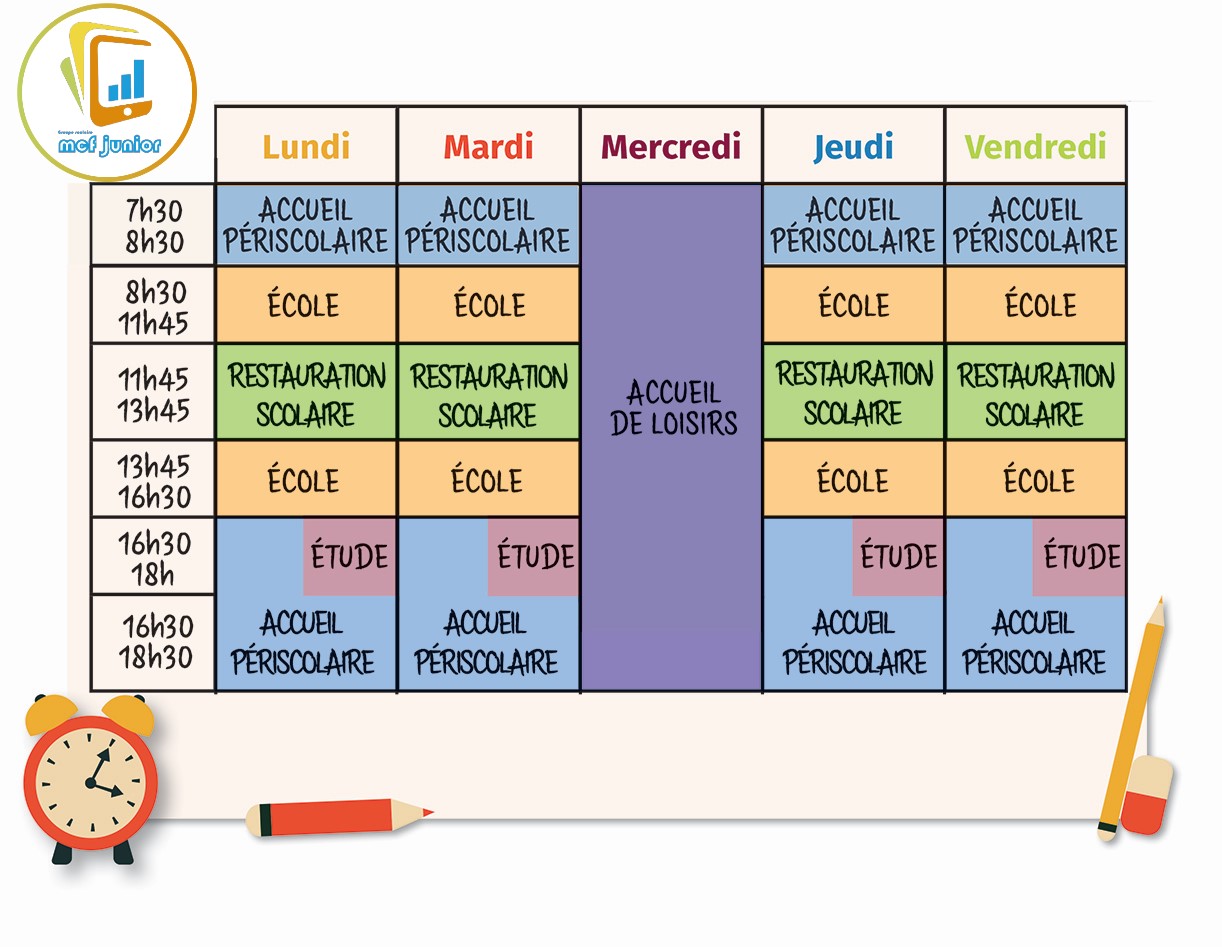 Groupe scolaire
mcf junior
Lundi
Mardi
Mercredi
Jeudi
Vendredi
7h30
8h30
ACCUEIL
PÉRISCOLAIRE
ACCUEIL
PÉRISCOLAIRE
ACCUEIL
PÉRISCOLAIRE
ACCUEIL
PÉRISCOLAIRE
8h30
11h45
ÉCOLE
ÉCOLE
ÉCOLE
ÉCOLE
11h45
13h45
RESTAURATION
SCOLAIRE
RESTAURATION
SCOLAIRE
ACCUEIL
DE LOISIRS
RESTAURATION
SCOLAIRE
RESTAURATION
SCOLAIRE
13h45
16h30
ÉCOLE
ÉCOLE
ÉCOLE
ÉCOLE
16h30
18h
ÉTUDE
ÉTUDE
ÉTUDE
ÉTUDE
16h30
18h30
ACCUEIL
PÉRISCOLAIRE
ACCUEIL
PÉRISCOLAIRE
ACCUEIL
PÉRISCOLAIRE
ACCUEIL
PÉRISCOLAIRE